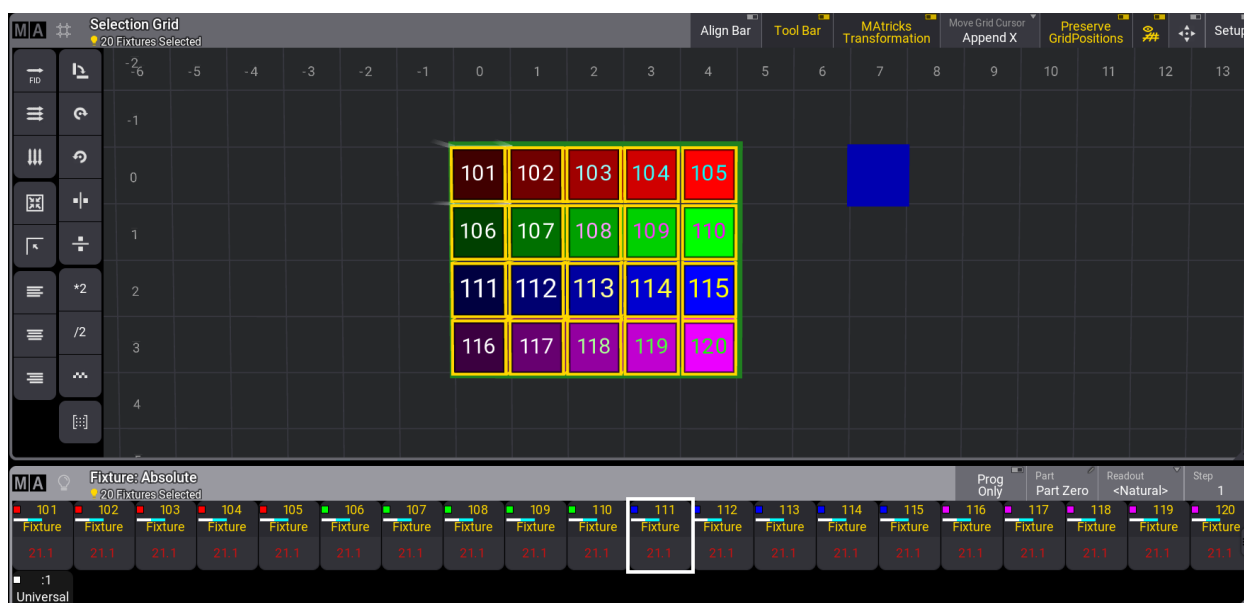 MA Selection Grid
20 Fixtures Selected
Align Bar Tool Bar MAtricks Transformation Move Grid Cursor Append X Preserve GridPositions Setup
FID
-2 -6 -5 -4 -3 -2 -1 0 1 2 3 4 5 6 7 8 9 10 11 12 13
-1
0 101 102 103 104 105
1 106 107 108 109 110
*2 2 111 112 113 114 115
/2 3 116 117 118 119 120
4
MA Fixture: Absolute
20 Fixtures Selected
Prog Only Part Part Zero Readout <Natural> Step 1
101 102 103 104 105 106 107 108 109 110 111 112 113 114 115 116 117 118 119 120
Fixture Fixture Fixture Fixture Fixture Fixture Fixture Fixture Fixture Fixture Fixture Fixture Fixture Fixture Fixture Fixture Fixture Fixture Fixture Fixture
21.1 21.1 21.1 21.1 21.1 21.1 21.1 21.1 21.1 21.1 21.1 21.1 21.1 21.1 21.1 21.1 21.1 21.1 21.1 21.1
:1
Universal